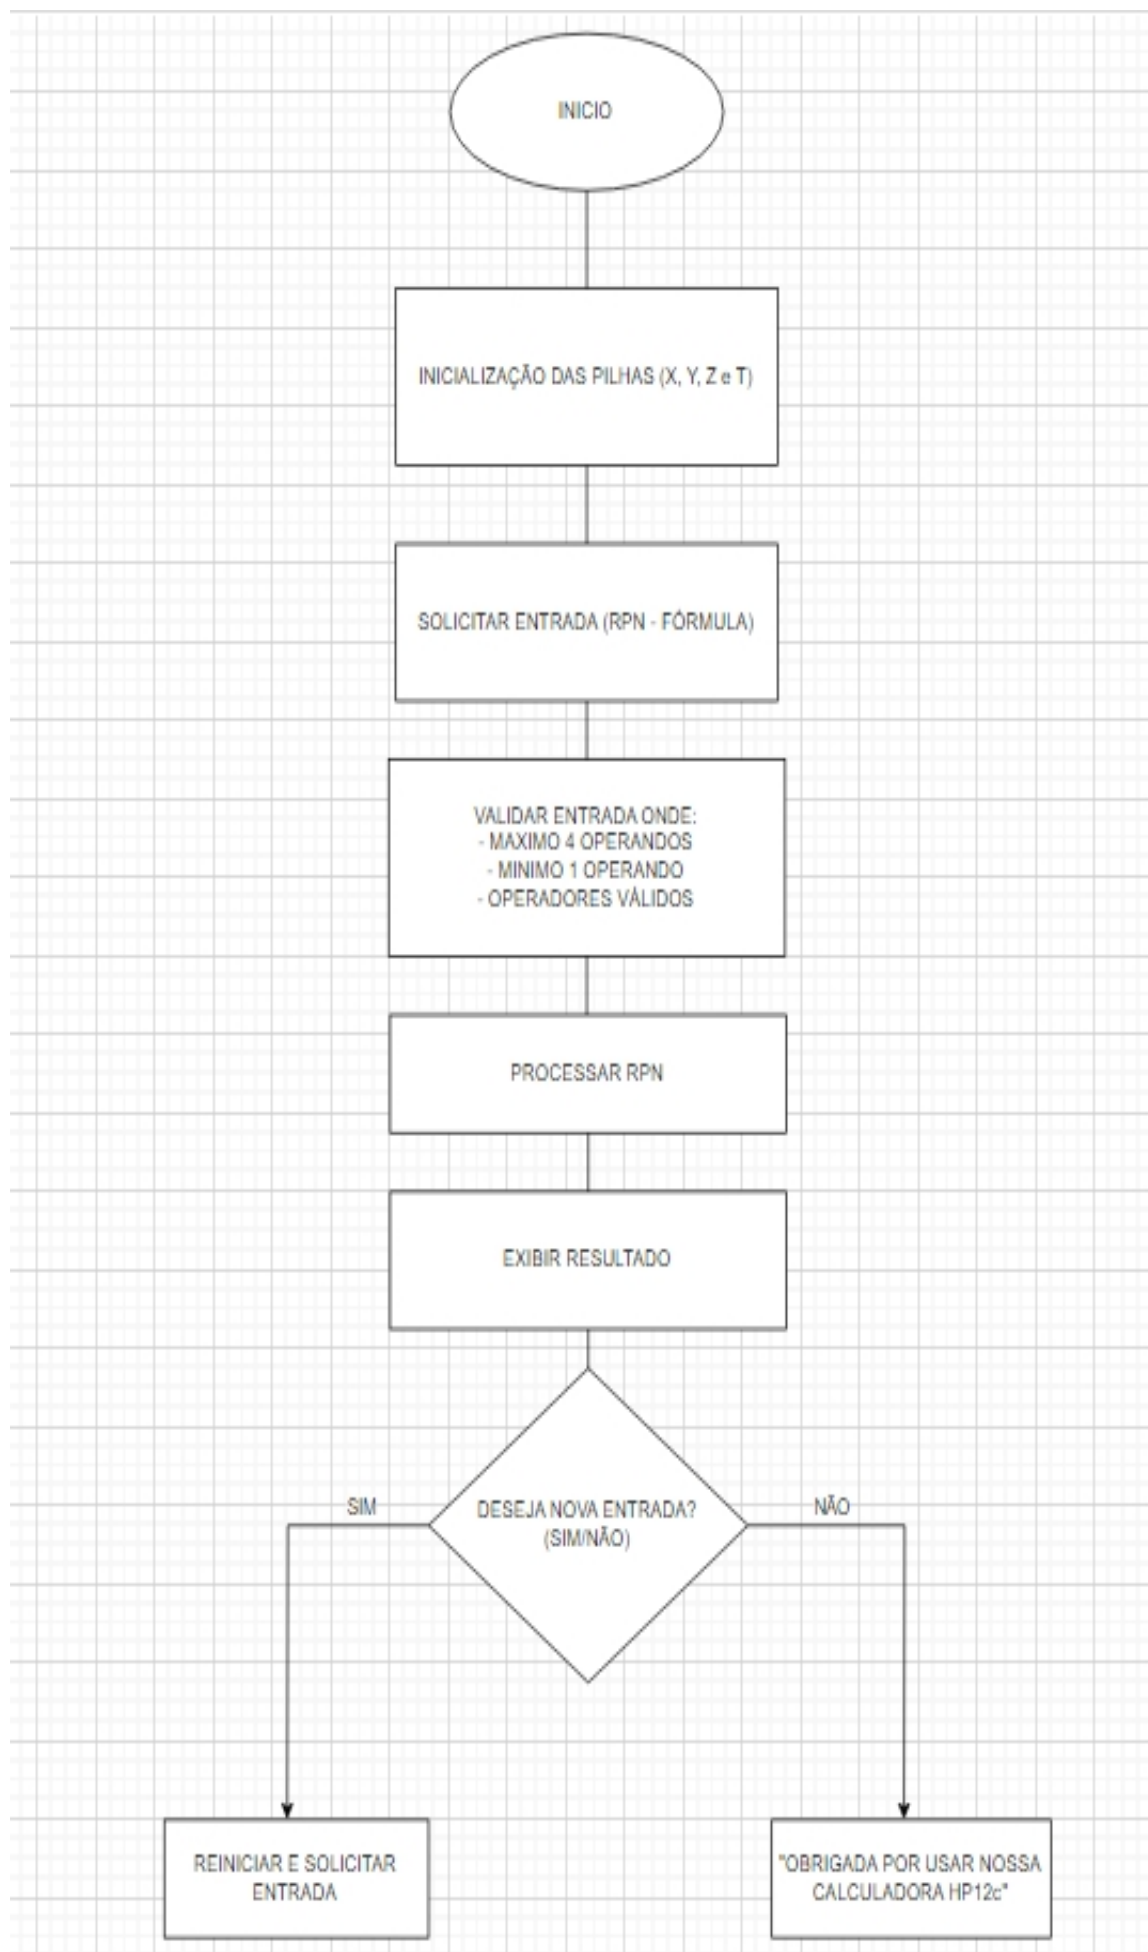 INICIO
INICIALIZAÇÃO DAS PILHAS (X, Y, Z e T)
SOLICITAR ENTRADA (RPN - FÓRMULA)
VALIDAR ENTRADA ONDE:
- MAXIMO 4 OPERANDOS
- MINIMO 1 OPERANDO
- OPERADORES VÁLIDOS
PROCESSAR RPN
EXIBIR RESULTADO
DESEJA NOVA ENTRADA?
(SIM/NÃO)
SIM
NÃO
REINICIAR E SOLICITAR
ENTRADA
"OBRIGADA POR USAR NOSSA
CALCULADORA HP12c"